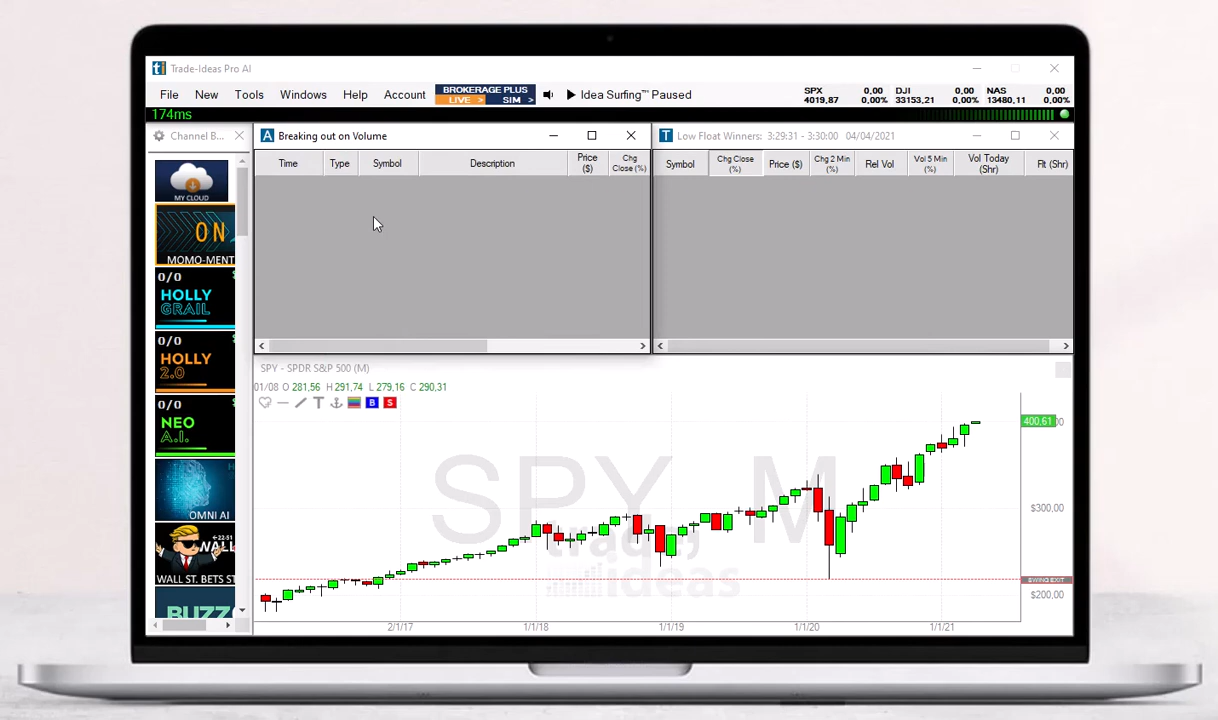 Trade-Ideas Pro AI
File New Tools Windows Help Account BROKERAGE PLUS LIVE > SIM > Idea Surfing™ Paused
SPX 0,00 DJI 0,00 NAS 0,00
4019,87 0,00% 33153,21 0,00% 13480,11 0,00%
174ms
Channel B...
MY CLOUD
ON
MOMO-MENT
0/0
HOLLY
GRAIL
0/0
HOLLY
2.0
0/0
NEO
A.I.
OMNI AI
WALL ST. BETS ST
BUZZ
Breaking out on Volume
Time Type Symbol Description Price ($) Chg Close (%)
Low Float Winners: 3:29:31 - 3:30:00 04/04/2021
Symbol Chg Close (%) Price ($) Chg 2 Min (%) Rel Vol Vol 5 Min (%) Vol Today (Shr) Flt (Shr)
SPY - SPDR S&P 500 (M)
01/08 O 281,56 H 291,74 L 279,16 C 290,31
B S
SPY M
trade
ideas
400,61
$300,00
SWING EXIT
$200,00
2/1/17 1/1/18 1/1/19 1/1/20 1/1/21